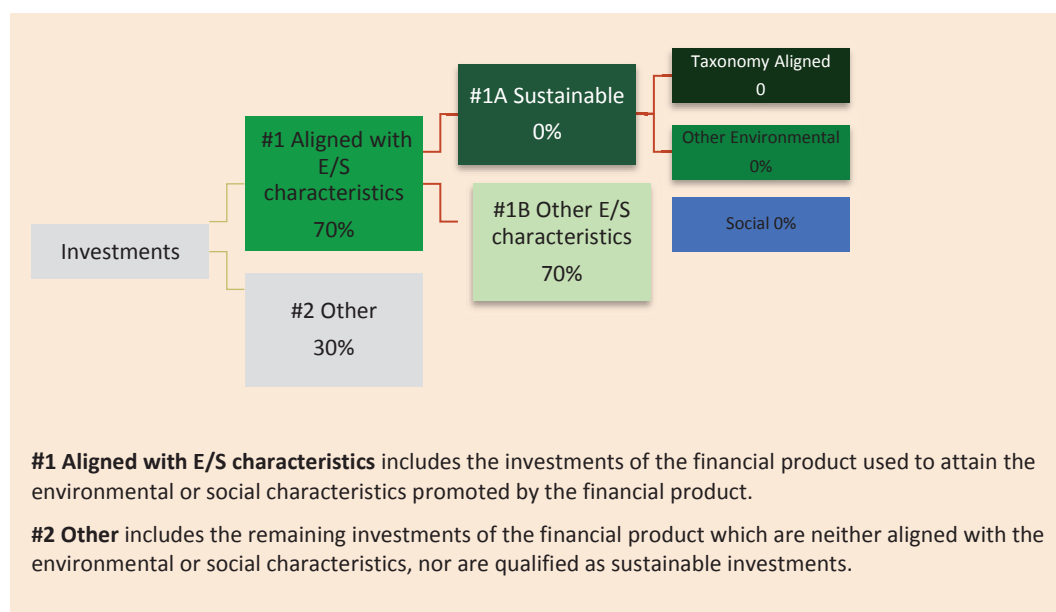 Investments
#1 Aligned with
E/S
characteristics
70%
#2 Other
30%
#1A Sustainable
0%
#1B Other E/S
characteristics
70%
Taxonomy Aligned
0
Other Environmental
0%
Social 0%
#1 Aligned with E/S characteristics includes the investments of the financial product used to attain the
environmental or social characteristics promoted by the financial product.
#2 Other includes the remaining investments of the financial product which are neither aligned with the
environmental or social characteristics, nor are qualified as sustainable investments.